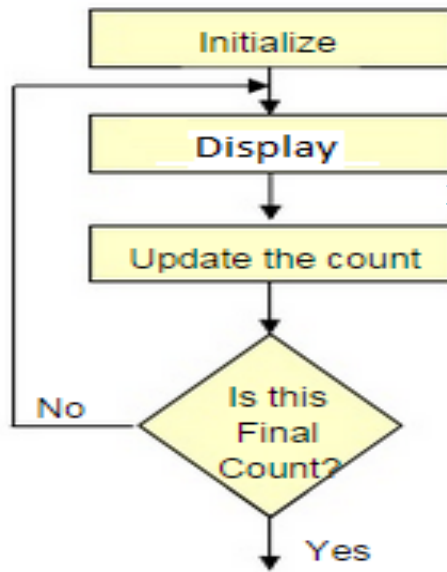 Initialize
Display
Update the count
Is this
Final
Count?
No
Yes